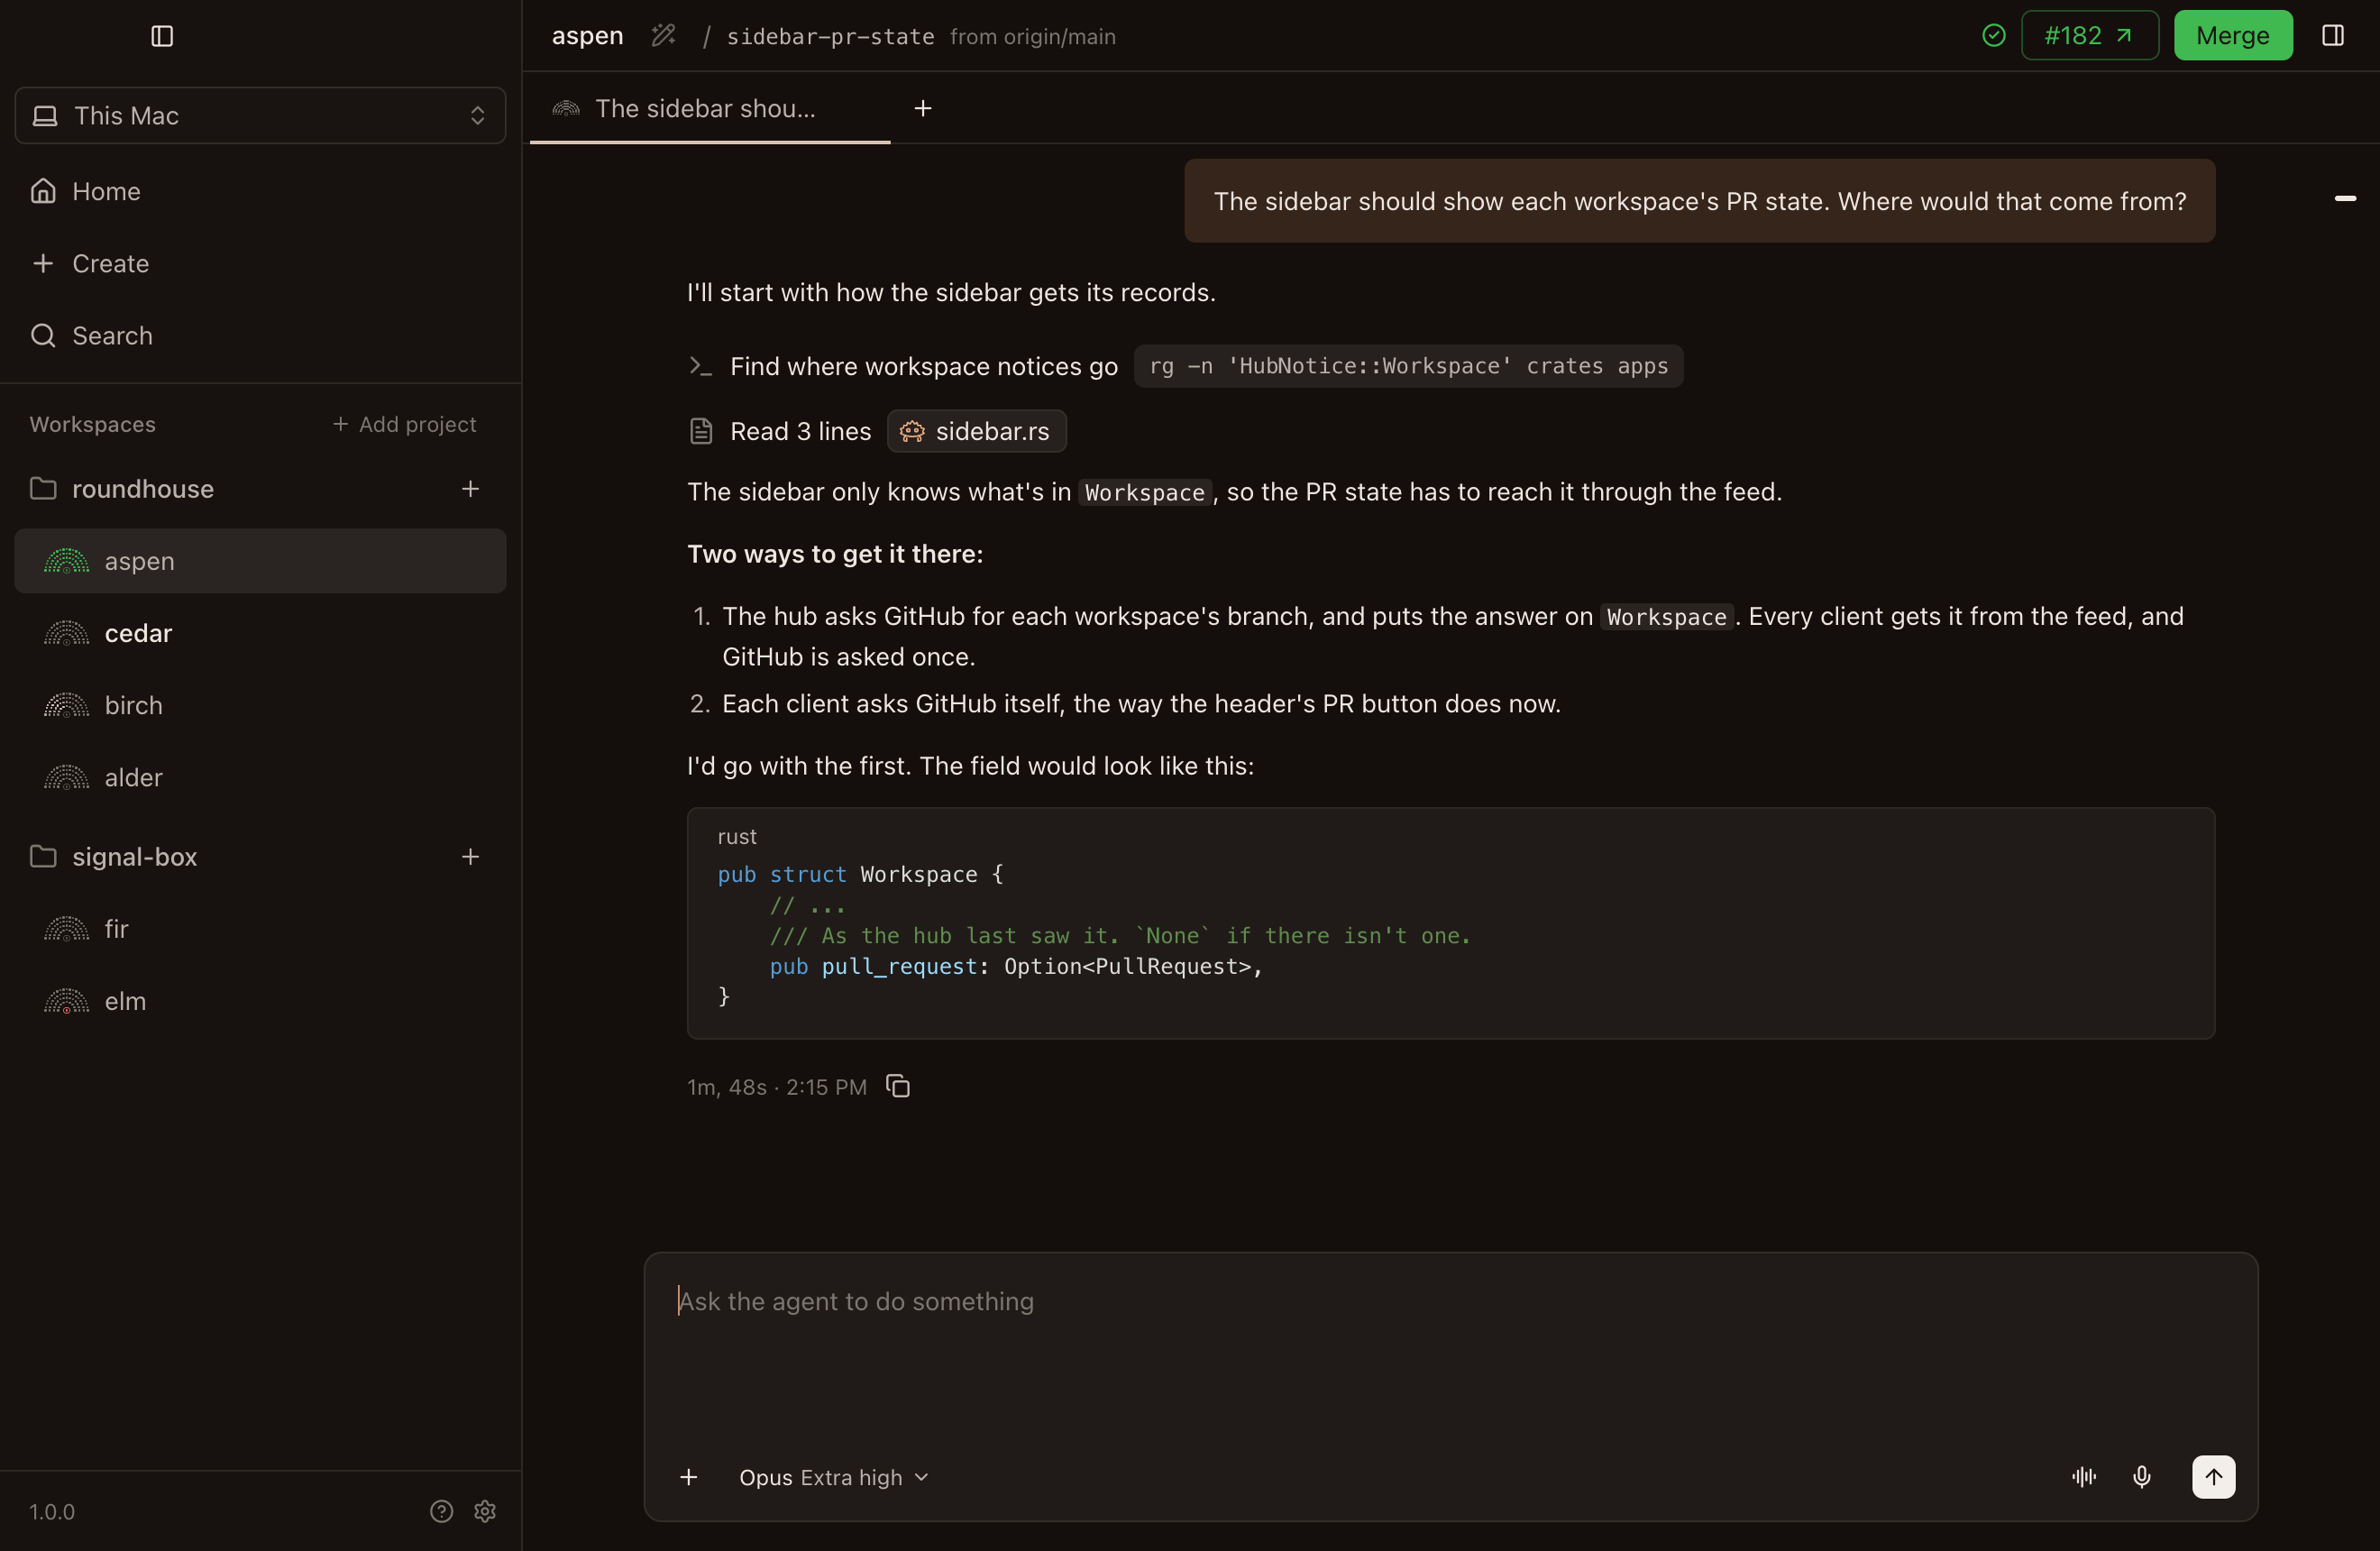 This Mac
Home
Create
Search
Workspaces
Add project
roundhouse
aspen
cedar
birch
alder
signal-box
fir
elm
1.0.0
aspen / sidebar-pr-state from origin/main
#182
Merge
The sidebar shou...
The sidebar should show each workspace's PR state. Where would that come from?
I'll start with how the sidebar gets its records.
Find where workspace notices go rg -n 'HubNotice::Workspace' crates apps
Read 3 lines sidebar.rs
The sidebar only knows what's in Workspace, so the PR state has to reach it through the feed.
Two ways to get it there:
1. The hub asks GitHub for each workspace's branch, and puts the answer on Workspace. Every client gets it from the feed, and
GitHub is asked once.
2. Each client asks GitHub itself, the way the header's PR button does now.
I'd go with the first. The field would look like this:
rust
pub struct Workspace {
    // ...
    /// As the hub last saw it. `None` if there isn't one.
    pub pull_request: Option<PullRequest>,
}
1m, 48s · 2:15 PM
Ask the agent to do something
Opus Extra high